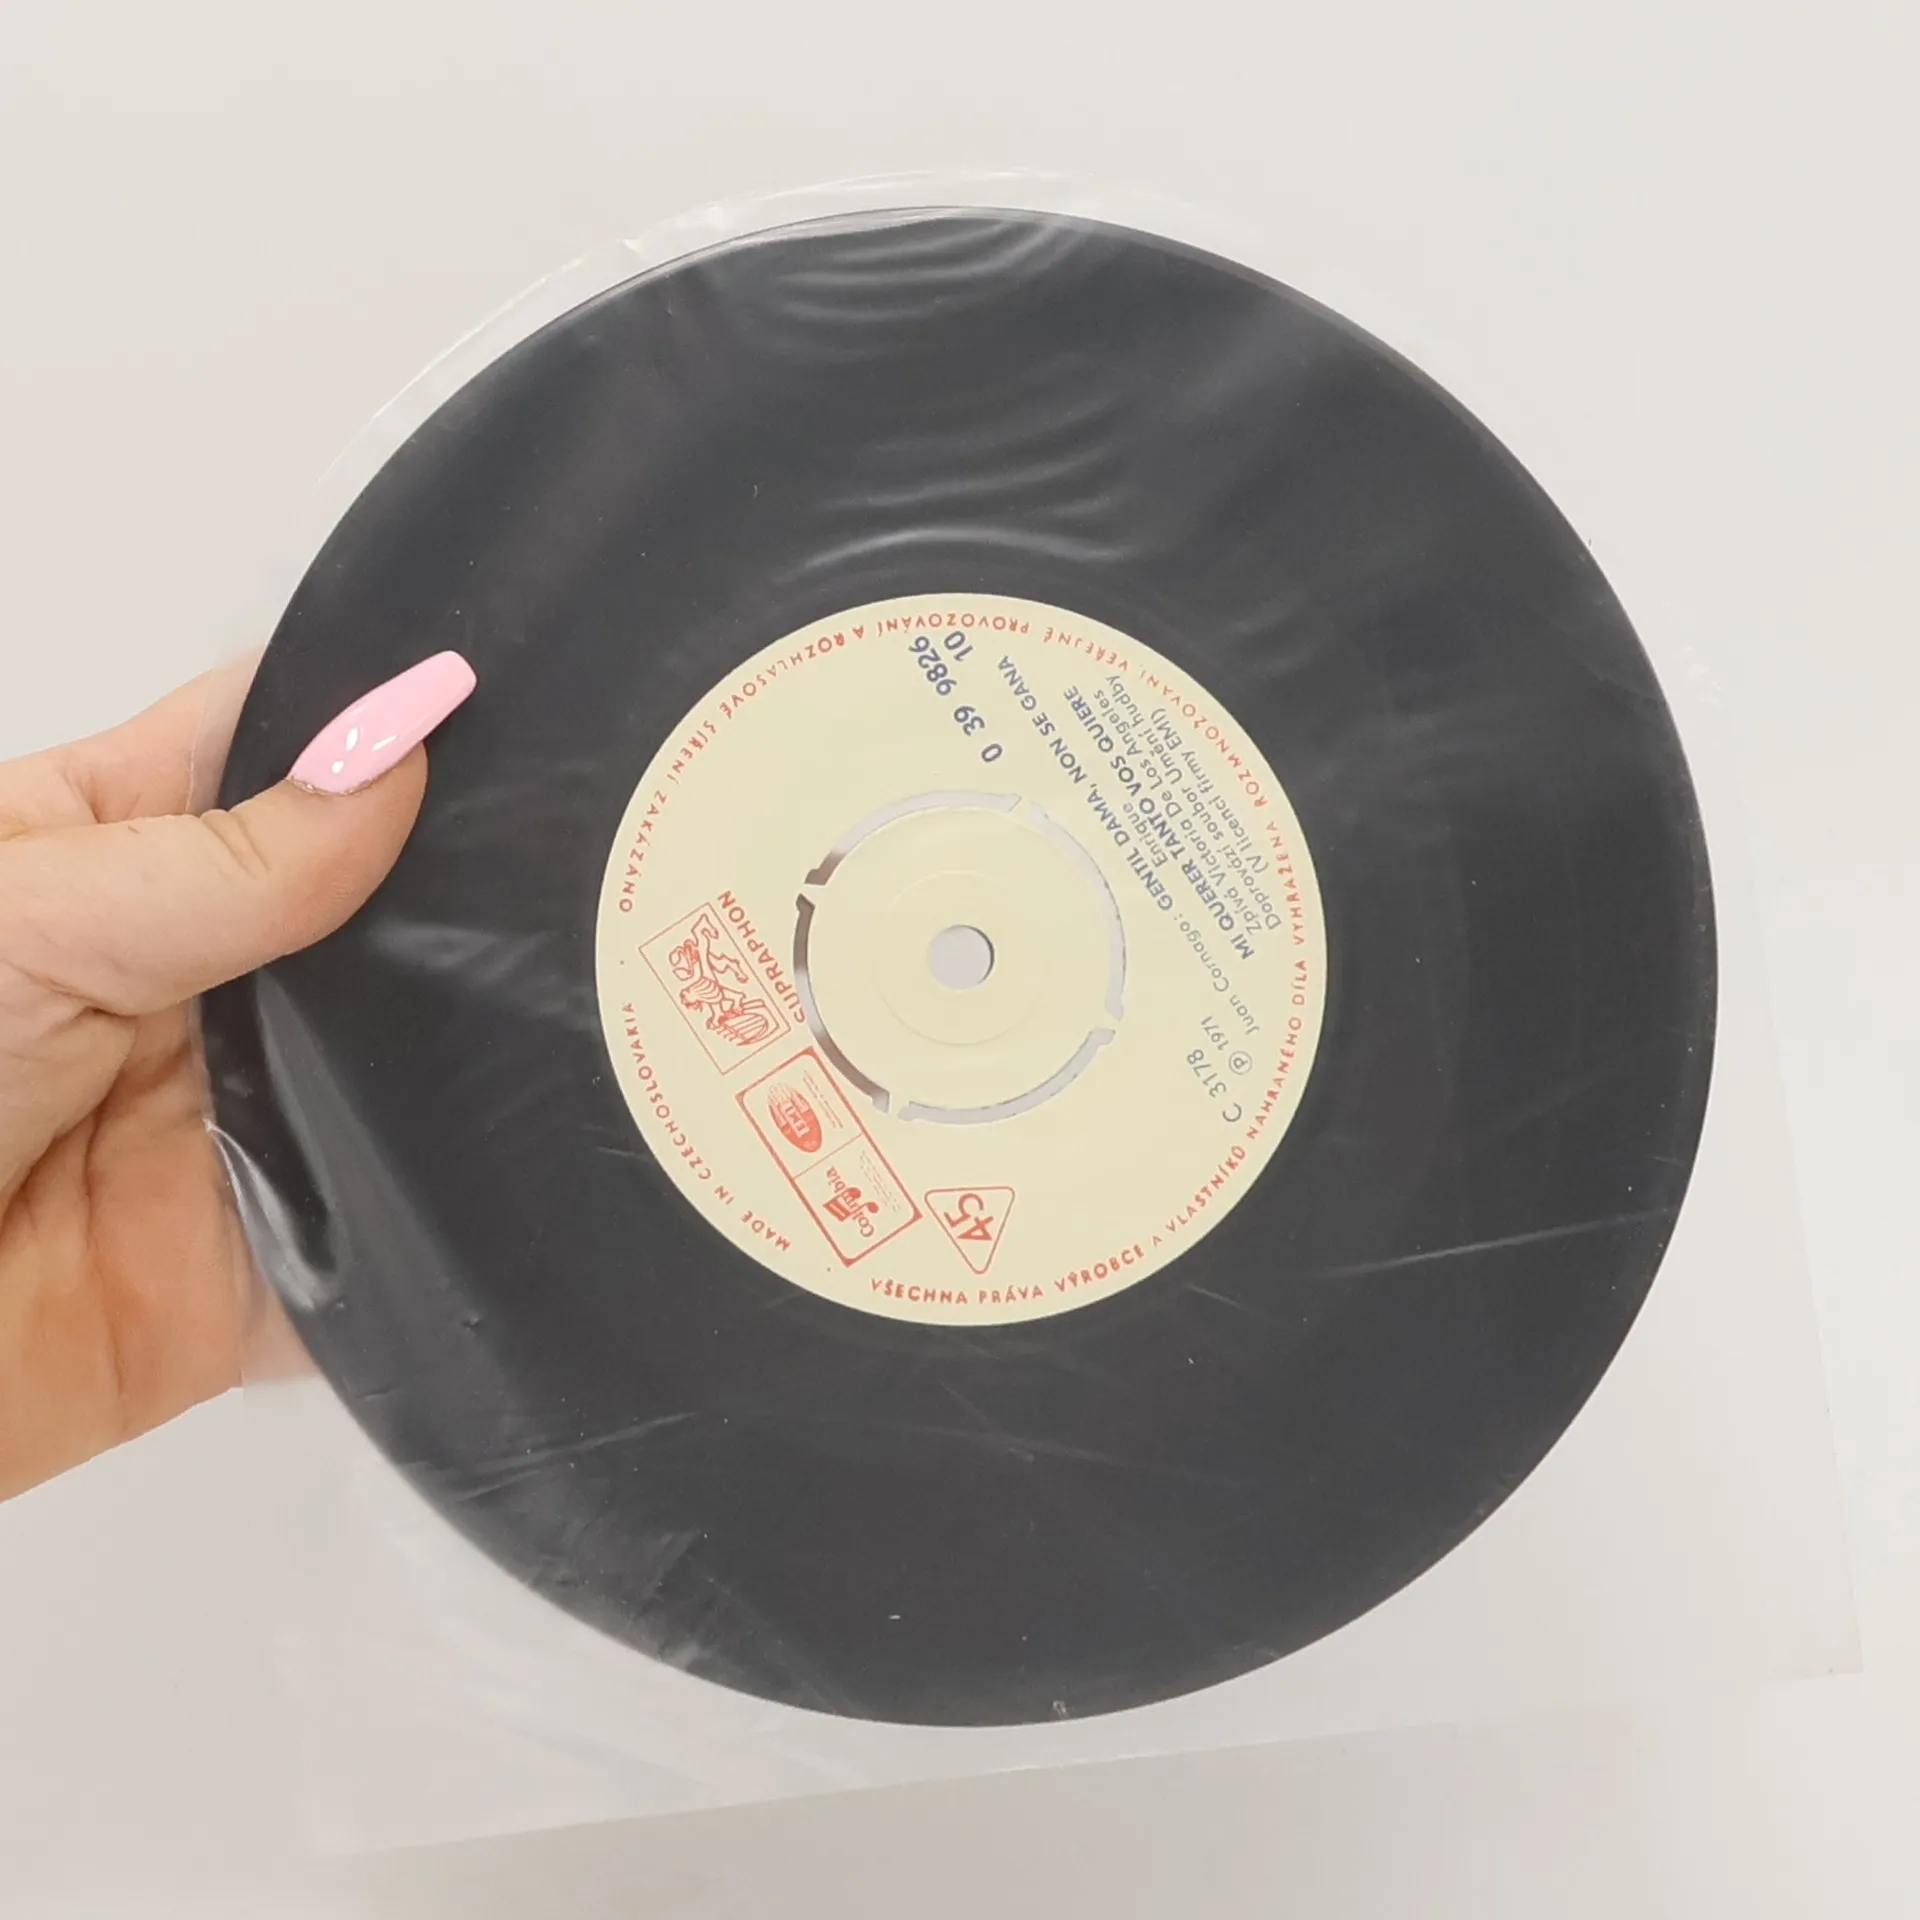 SUPRAPHON
EMI
Columbia
45
0 39 9826
10
C 3178
Ⓟ 1971
Juan Cornago: GENTIL DAMA, NON SE GANA
Enrique
MI QUERER TANTO VOS QUIERE
Zpívá Victoria De Los Angeles
Doprovází soubor Umění hudby
(V licenci firmy EMI)
VŠECHNA PRÁVA VÝROBCE A VLASTNÍKŮ NAHRANÉHO DÍLA VYHRAŽENA ROZMNOŽOVÁNÍ, VEŘEJNÉ PROVOZOVÁNÍ A ROZHLASOVÉ ŠÍŘENÍ ZAKÁZÁNO
MADE IN CZECHOSLOVAKIA